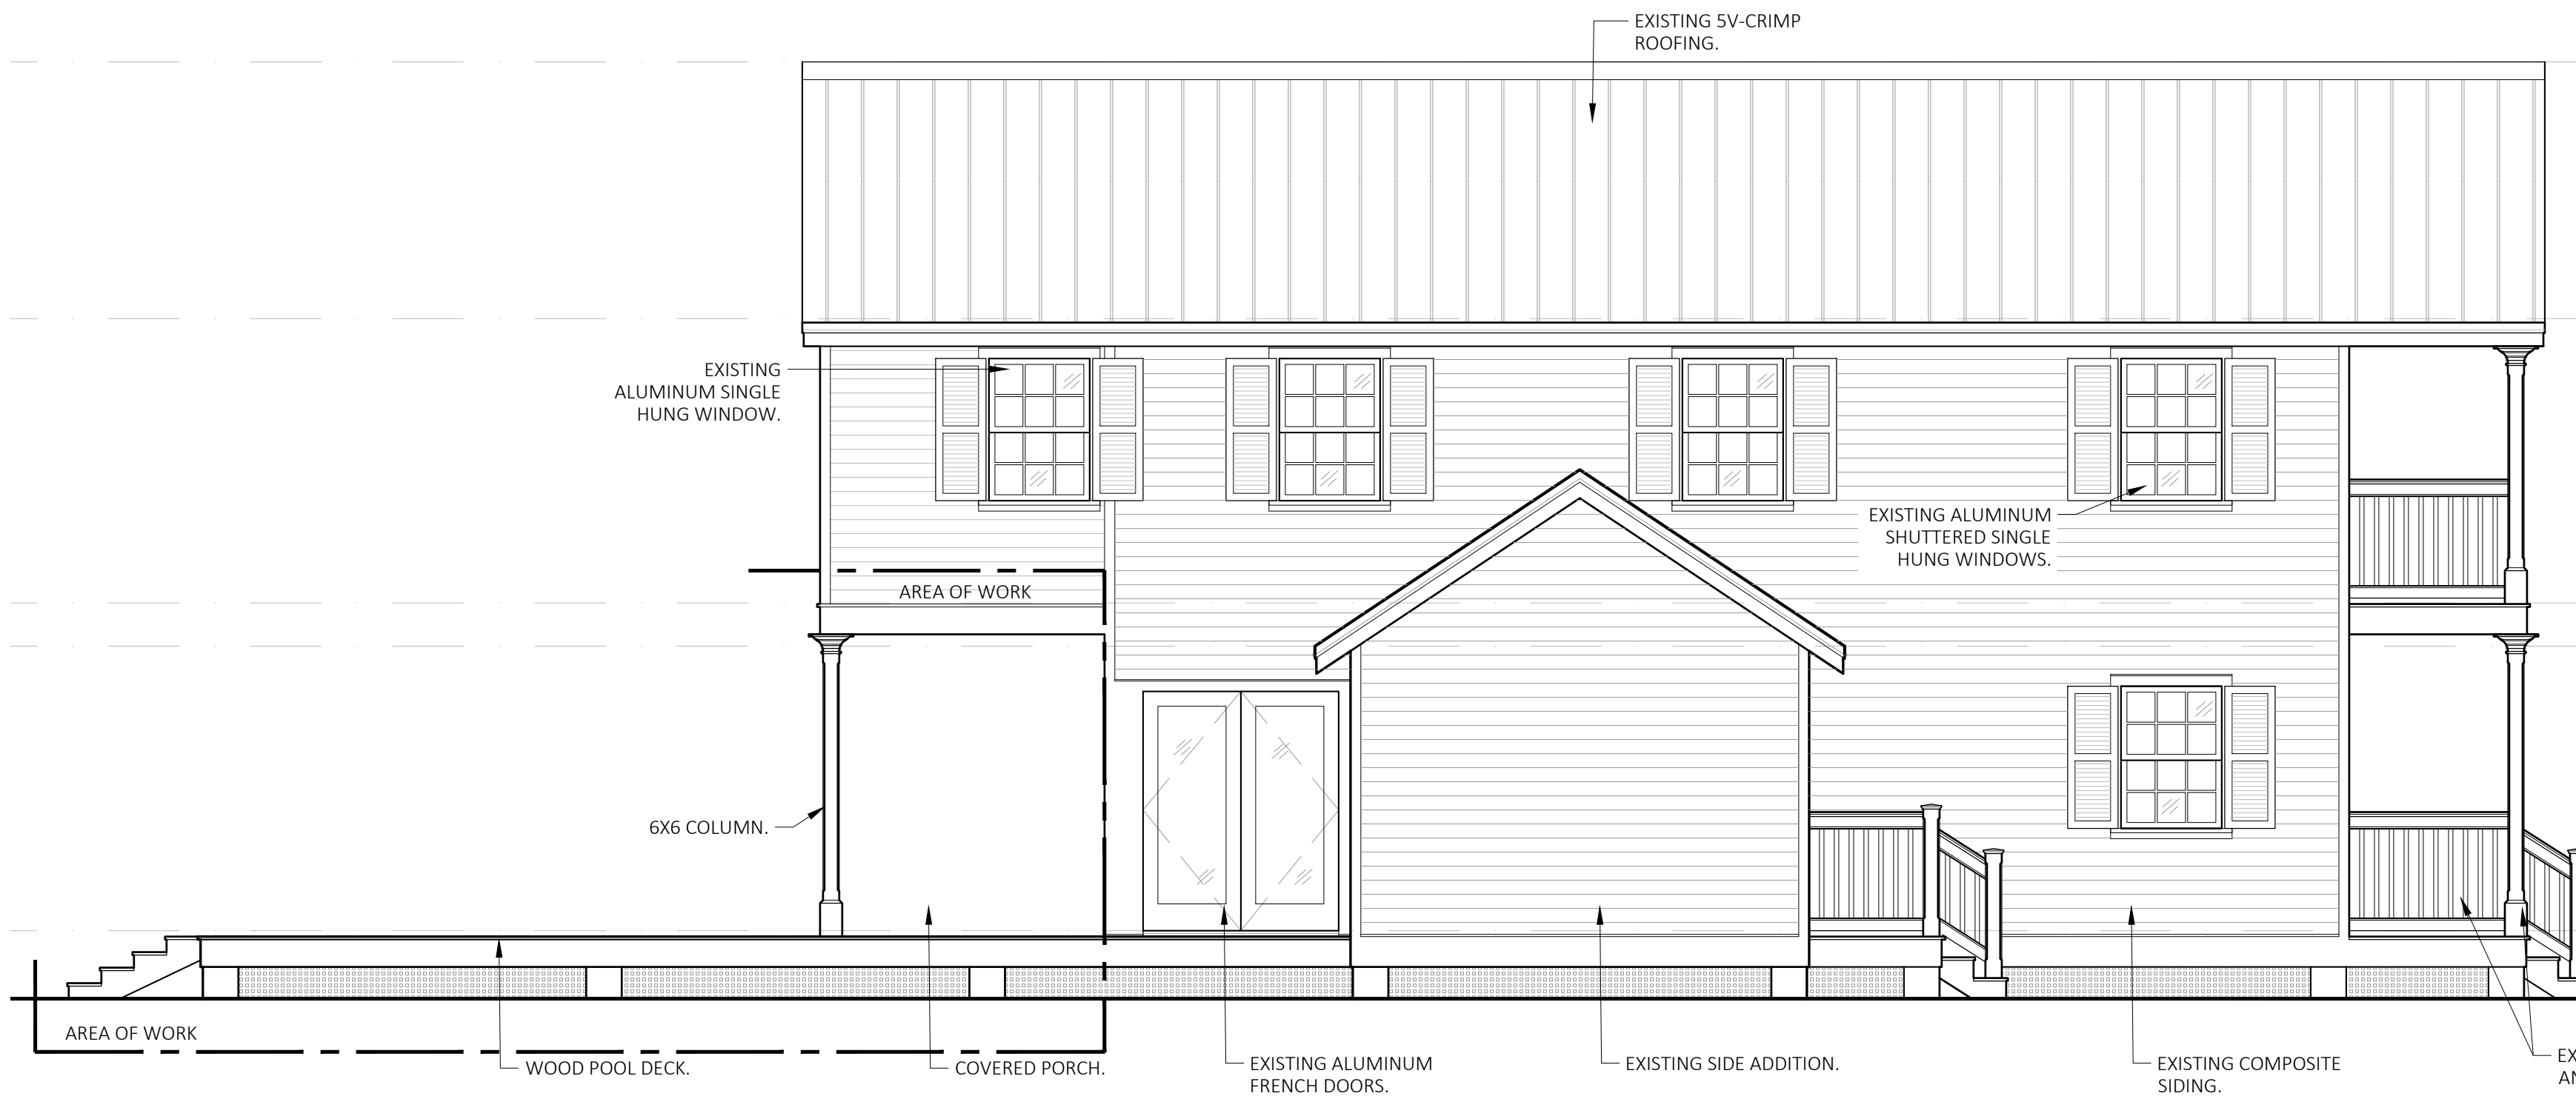 EXISTING 5V-CRIMP
ROOFING.
EXISTING
ALUMINUM SINGLE
HUNG WINDOW.
EXISTING ALUMINUM
SHUTTERED SINGLE
HUNG WINDOWS.
AREA OF WORK
6X6 COLUMN.
AREA OF WORK
WOOD POOL DECK.
COVERED PORCH.
EXISTING ALUMINUM
FRENCH DOORS.
EXISTING SIDE ADDITION.
EXISTING COMPOSITE
SIDING.